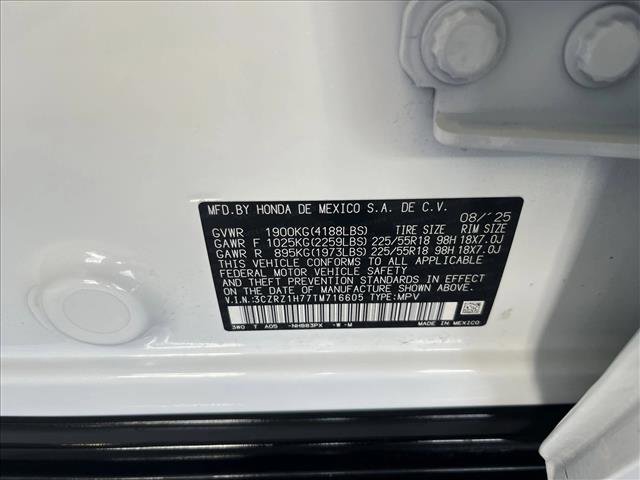 MFD.BY HONDA DE MEXICO S.A. DE C.V. 08/'25
GVWR 1900KG(4188LBS) TIRE SIZE RIM SIZE
GAWR F 1025KG(2259LBS) 225/55R18 98H 18X7.0J
GAWR R 895KG(1973LBS) 225/55R18 98H 18X7.0J
THIS VEHICLE CONFORMS TO ALL APPLICABLE
FEDERAL MOTOR VEHICLE SAFETY
AND THEFT PREVENTION STANDARDS IN
EFFECT ON THE DATE OF MANUFACTURE
SHOWN ABOVE.
V.I.N.:3CZRZ1H77TM716605 TYPE:MPV
3W0 T A05 -NH883PX -W -M MADE IN MEXICO